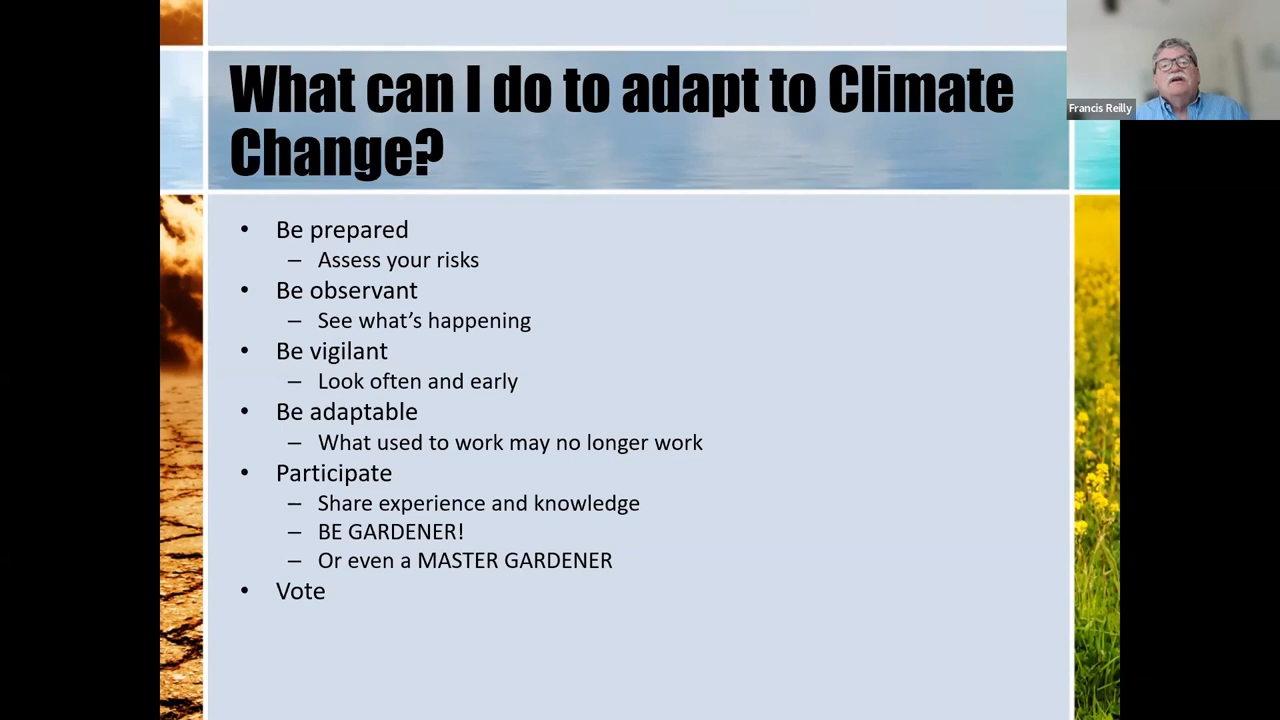 What can I do to adapt to Climate
Change?
Francis Reilly
• Be prepared
– Assess your risks
• Be observant
– See what’s happening
• Be vigilant
– Look often and early
• Be adaptable
– What used to work may no longer work
• Participate
– Share experience and knowledge
– BE GARDENER!
– Or even a MASTER GARDENER
• Vote